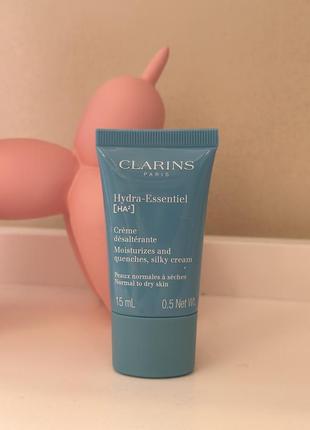 CLARINS
PARIS
Hydra-Essentiel
[HA²]
Crème
désaltérante
Moisturizes and
quenches, silky cream
Peaux normales à sèches
Normal to dry skin
15 mL 0.5 Net Wt.